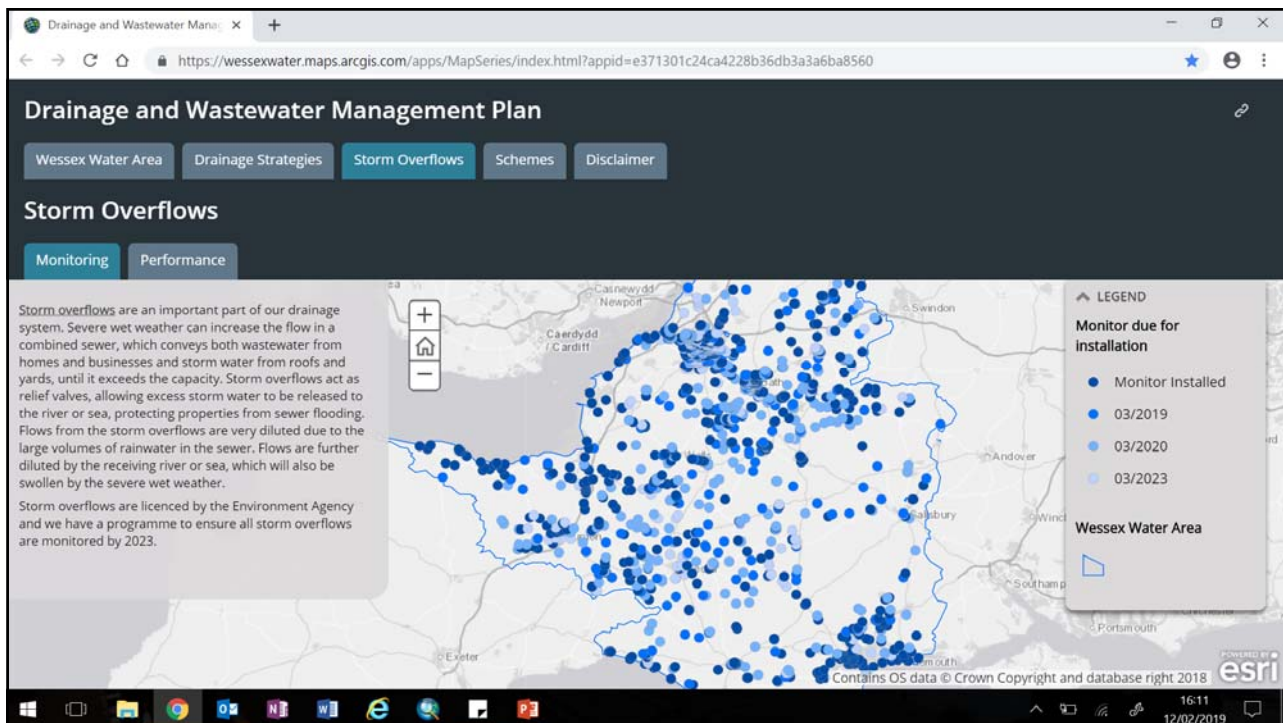 Drainage and Wastewater Mana
https://wessexwater.maps.arcgis.com/apps/MapSeries/index.html?appid=e371301c24ca4228b36db3a3a6ba8560
Drainage and Wastewater Management Plan
Wessex Water Area
Drainage Strategies
Storm Overflows
Schemes
Disclaimer
Storm Overflows
Monitoring
Performance
Storm overflows are an important part of our drainage
system. Severe wet weather can increase the flow in a
combined sewer, which conveys both wastewater from
homes and businesses and storm water from roofs and
yards, until it exceeds the capacity. Storm overflows act as
relief valves, allowing excess storm water to be released to
the river or sea, protecting properties from sewer flooding.
Flows from the storm overflows are very diluted due to the
large volumes of rainwater in the sewer. Flows are further
diluted by the receiving river or sea, which will also be
swollen by the severe wet weather.
Storm overflows are licenced by the Environment Agency
and we have a programme to ensure all storm overflows
are monitored by 2023.
Casnewydd
Newport
Caerdydd
/ Cardiff
Swindon
Andover
Exeter
Portsmouth
LEGEND
Monitor due for
installation
Monitor Installed
03/2019
03/2020
03/2023
Wessex Water Area
Contains OS data © Crown Copyright and database right 2018
POWERED BY
esri
16:11
12/02/2019